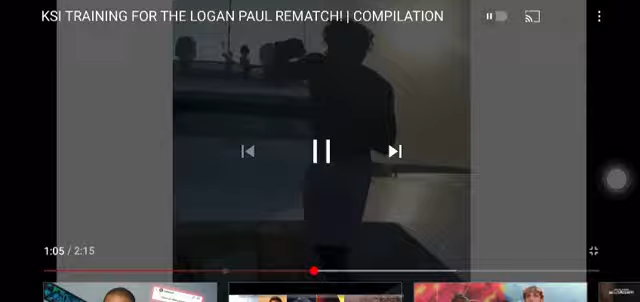 KSI TRAINING FOR THE LOGAN PAUL REMATCH! | COMPILATION
1:05 / 2:15